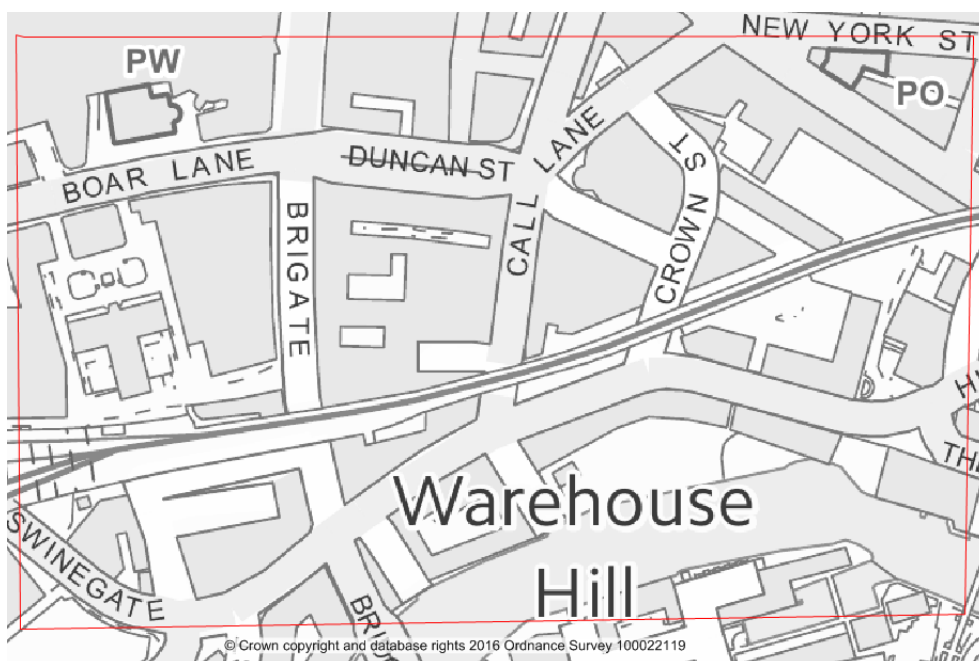 NEW YORK ST
PW
PO
BOAR LANE
DUNCAN ST
CALL LANE
CROWN ST
BRIGATE
Warehouse
Hill
SWINEGATE
© Crown copyright and database rights 2016 Ordnance Survey 100022119